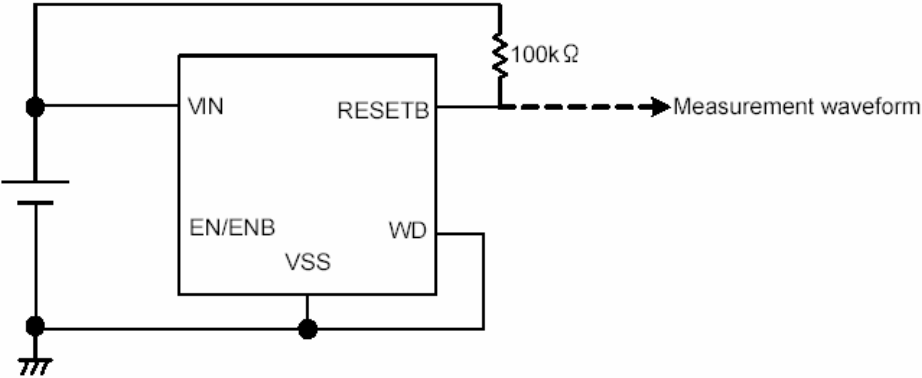 100kΩ
VIN
RESETB
Measurement waveform
EN/ENB
WD
VSS